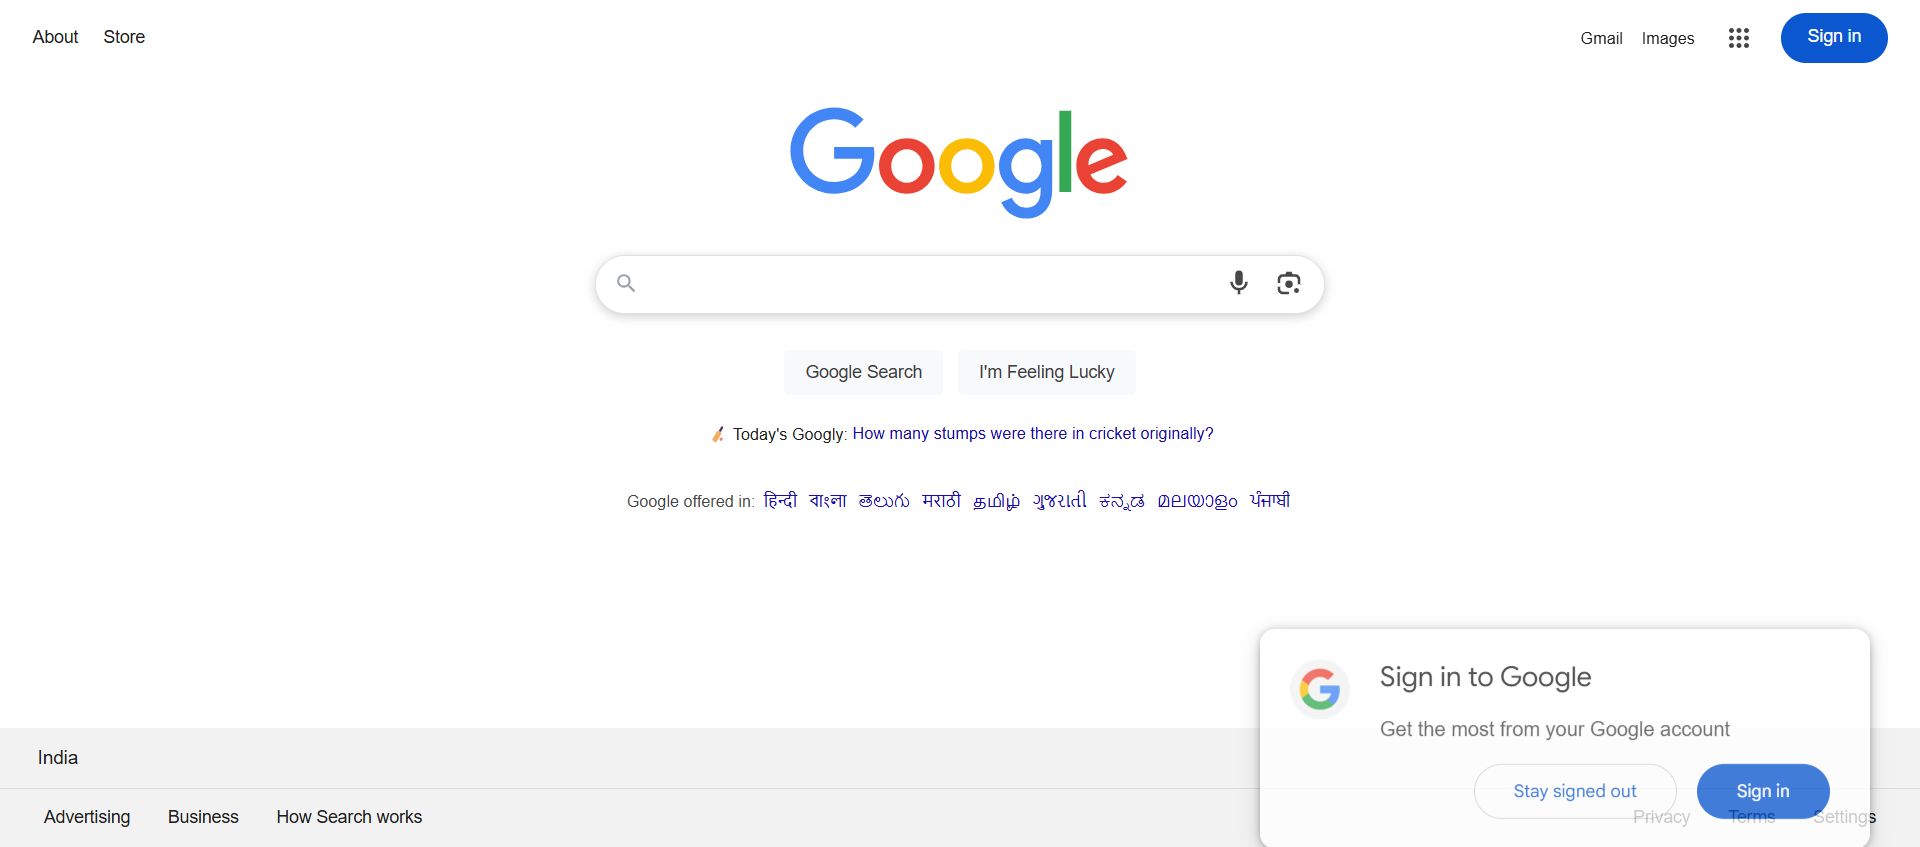 About Store
Gmail Images Sign in
Google
Google Search I'm Feeling Lucky
Today's Googly: How many stumps were there in cricket originally?
Google offered in: हिन्दी বাংলা తెలుగు मराठी தமிழ் ગુજરાતી ಕನ್ನಡ മലയാളം ਪੰਜਾਬੀ
Sign in to Google
Get the most from your Google account
Stay signed out Sign in
India
Advertising Business How Search works
Privacy Terms Settings